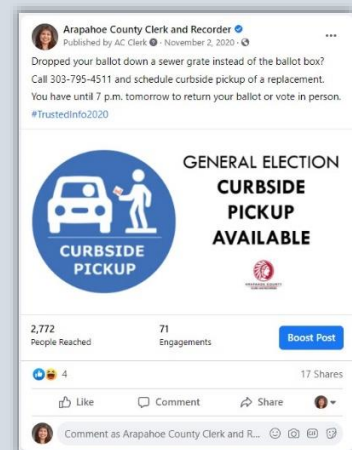 Arapahoe County Clerk and Recorder
Published by AC Clerk · November 2, 2020 ·
Dropped your ballot down a sewer grate instead of the ballot box?
Call 303-795-4511 and schedule curbside pickup of a replacement.
You have until 7 p.m. tomorrow to return your ballot or vote in person.
#TrustedInfo2020
GENERAL ELECTION
CURBSIDE
PICKUP
AVAILABLE
CURBSIDE
PICKUP
ARAPAHOE COUNTY
2,772
People Reached
71
Engagements
Boost Post
4
17 Shares
Like
Comment
Share
Comment as Arapahoe County Clerk and R...